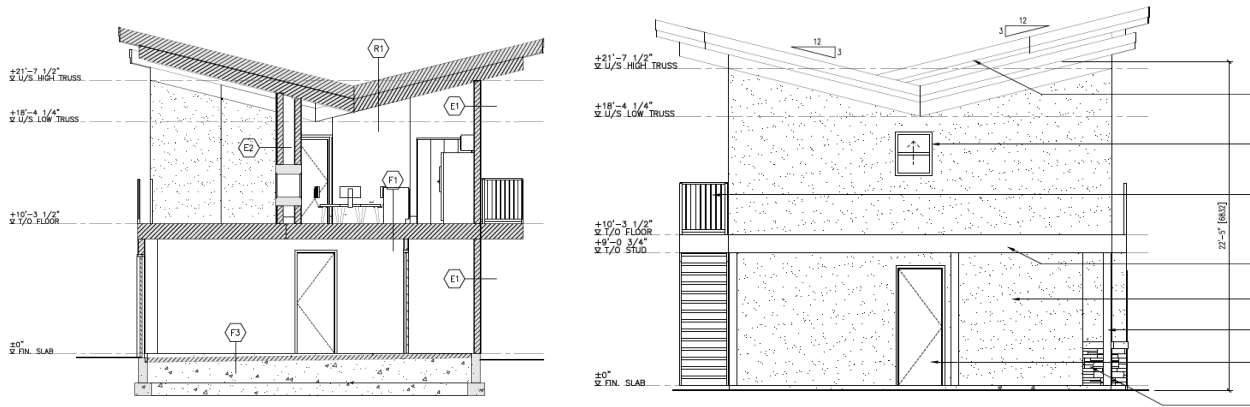 R1
+21'-7 1/2"
U/S HIGH TRUSS
E1
+18'-4 1/4"
U/S LOW TRUSS
E2
F1
+10'-3 1/2"
T/O FLOOR
E1
F3
±0"
FIN. SLAB
12
3
12
3
+21'-7 1/2"
U/S HIGH TRUSS
+18'-4 1/4"
U/S LOW TRUSS
+10'-3 1/2"
T/O FLOOR
+9'-0 3/4"
T/O STUD
22'-5" [6832]
±0"
FIN. SLAB